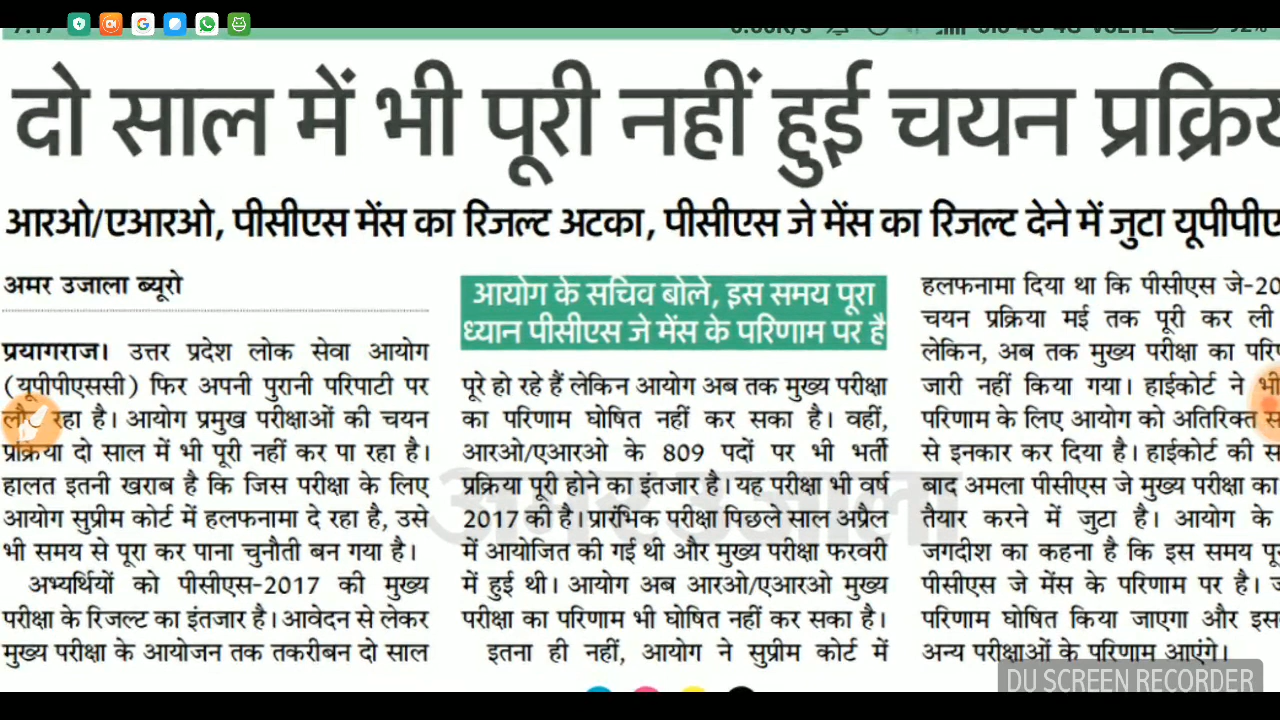 7:17
दो साल में भी पूरी नहीं हुई चयन
आरओ/एआरओ, पीसीएस मेंस का रिजल्ट अटका, पीसीएस जे मेंस का रिजल्ट देने में जुटा
अमर उजाला ब्यूरो
प्रयागराज। उत्तर प्रदेश लोक सेवा आयोग
(यूपीपीएससी) फिर अपनी पुरानी परिपाटी पर
रहा है। आयोग प्रमुख परीक्षाओं की चयन
प्रक्रिया दो साल में भी पूरी नहीं कर पा रहा है।
हालत इतनी खराब है कि जिस परीक्षा के लिए
आयोग सुप्रीम कोर्ट में हलफनामा दे रहा है, उसे
भी समय से पूरा कर पाना चुनौती बन गया है।
अभ्यर्थियों को पीसीएस-2017 की मुख्य
परीक्षा के रिजल्ट का इंतजार है। आवेदन से लेकर
मुख्य परीक्षा के आयोजन तक तकरीबन दो साल
आयोग के सचिव बोले, इस समय पूरा
ध्यान पीसीएस जे मेंस के परिणाम पर है
पूरे हो रहे हैं लेकिन आयोग अब तक मुख्य परीक्षा
का परिणाम घोषित नहीं कर सका है। वहीं,
आरओ/एआरओ के 809 पदों पर भी भर्ती
प्रक्रिया पूरी होने का इंतजार है। यह परीक्षा भी वर्ष
2017 की है। प्रारंभिक परीक्षा पिछले साल अप्रैल
में आयोजित की गई थी और मुख्य परीक्षा फरवरी
में हुई थी। आयोग अब आरओ/एआरओ मुख्य
परीक्षा का परिणाम भी घोषित नहीं कर सका है।
इतना ही नहीं, आयोग ने सुप्रीम कोर्ट में
हलफनामा दिया था कि पीसीएस जे-20
चयन प्रक्रिया मई तक पूरी कर ली
लेकिन, अब तक मुख्य परीक्षा का
जारी नहीं किया गया। हाईकोर्ट ने भी
परिणाम के लिए आयोग को अतिरिक्त
से इनकार कर दिया है। हाईकोर्ट की
बाद अमला पीसीएस जे मुख्य परीक्षा का
तैयार करने में जुटा है। आयोग के
जगदीश का कहना है कि इस समय
पीसीएस जे मेंस के परिणाम पर है।
परिणाम घोषित किया जाएगा और
अन्य परीक्षाओं के परिणाम आएंगे।
अमर उजाला
DU SCREEN RECORDER